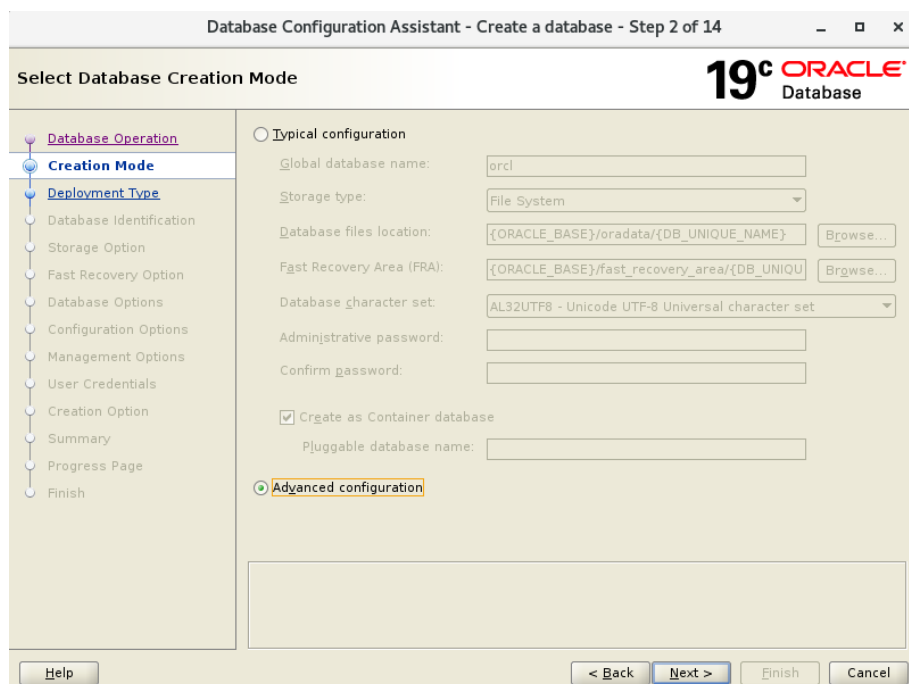 Database Configuration Assistant - Create a database - Step 2 of 14
Select Database Creation Mode
19c ORACLE
Database
Database Operation
Creation Mode
Deployment Type
Database Identification
Storage Option
Fast Recovery Option
Database Options
Configuration Options
Management Options
User Credentials
Creation Option
Summary
Progress Page
Finish
Typical configuration
Global database name: orcl
Storage type: File System
Database files location: {ORACLE_BASE}/oradata/{DB_UNIQUE_NAME} Browse...
Fast Recovery Area (FRA): {ORACLE_BASE}/fast_recovery_area/{DB_UNIQU Browse...
Database character set: AL32UTF8 - Unicode UTF-8 Universal character set
Administrative password:
Confirm password:
Create as Container database
Pluggable database name:
Advanced configuration
Help < Back Next > Finish Cancel